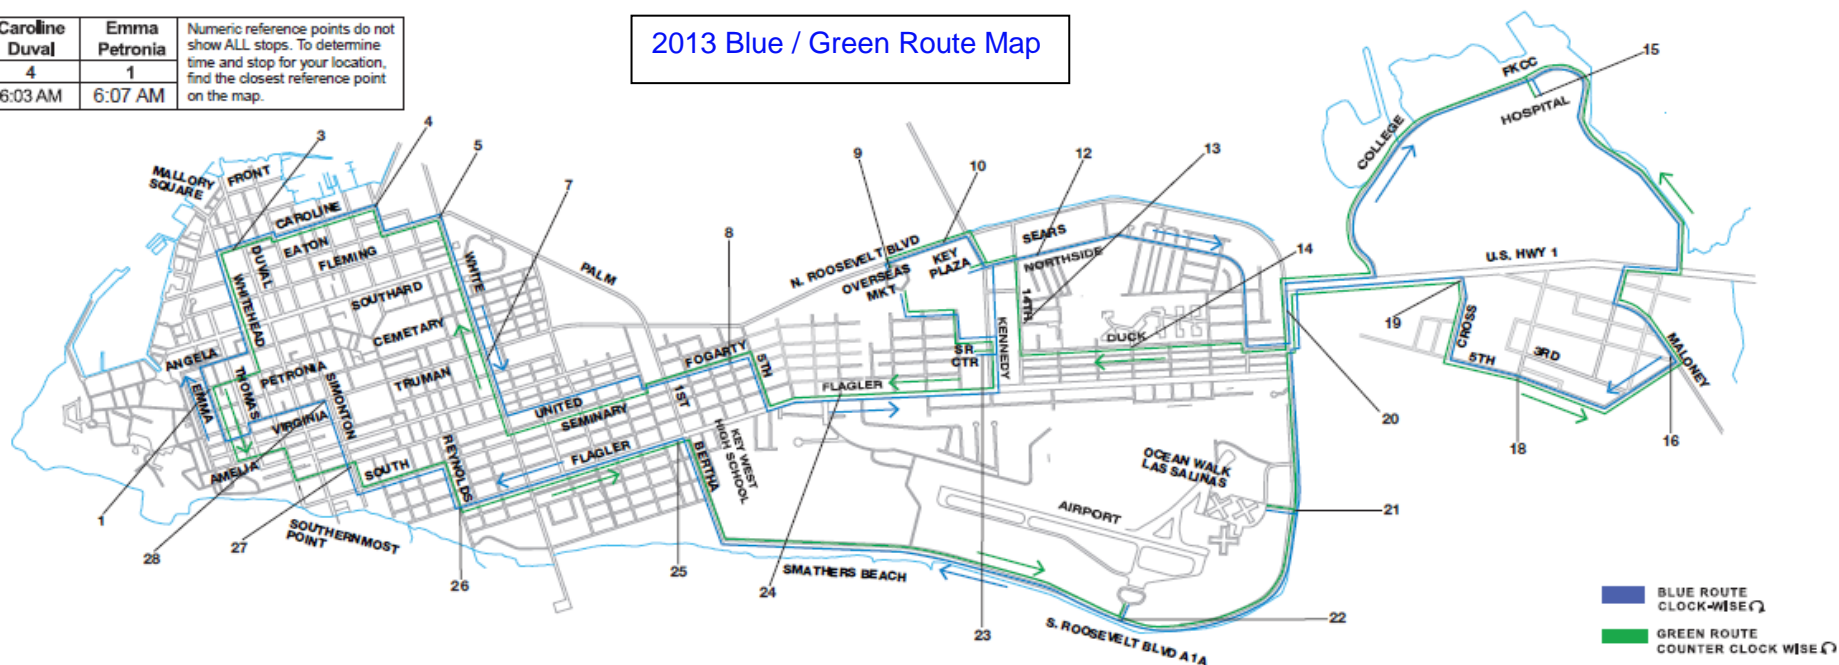 Caroline
Duval
Emma
Petronia
4
1
6:03 AM
6:07 AM
Numeric reference points do not
show ALL stops. To determine
time and stop for your location,
find the closest reference point
on the map.
2013 Blue / Green Route Map
15
FKCC
HOSPITAL
COLLEGE
3
4
5
7
8
9
10
12
13
14
MALLORY
SQUARE
FRONT
CAROLINE
EATON
FLEMING
DUVAL
WHITEHEAD
SOUTHARD
CEMETARY
WHITE
PALM
N. ROOSEVELT BLVD
OVERSEAS
MKT
KEY
PLAZA
SEARS
NORTHSIDE
14TH
DUCK
KENNEDY
SR
CTR
U.S. HWY 1
19
CROSS
5TH
3RD
MALONEY
20
18
16
ANGELA
PETRONIA
EMMA
THOMAS
SIMONTON
TRUMAN
VIRGINIA
AMELIA
SOUTH
UNITED
SEMINARY
REYNOLDS
FLAGLER
FOGARTY
1ST
5TH
FLAGLER
BERTHA
KEY WEST
HIGH SCHOOL
OCEAN WALK
LAS SALINAS
AIRPORT
21
1
28
27
SOUTHERNMOST
POINT
26
25
24
SMATHERS BEACH
23
22
S. ROOSEVELT BLVD A1A
BLUE ROUTE
CLOCK-WISE
GREEN ROUTE
COUNTER CLOCK WISE